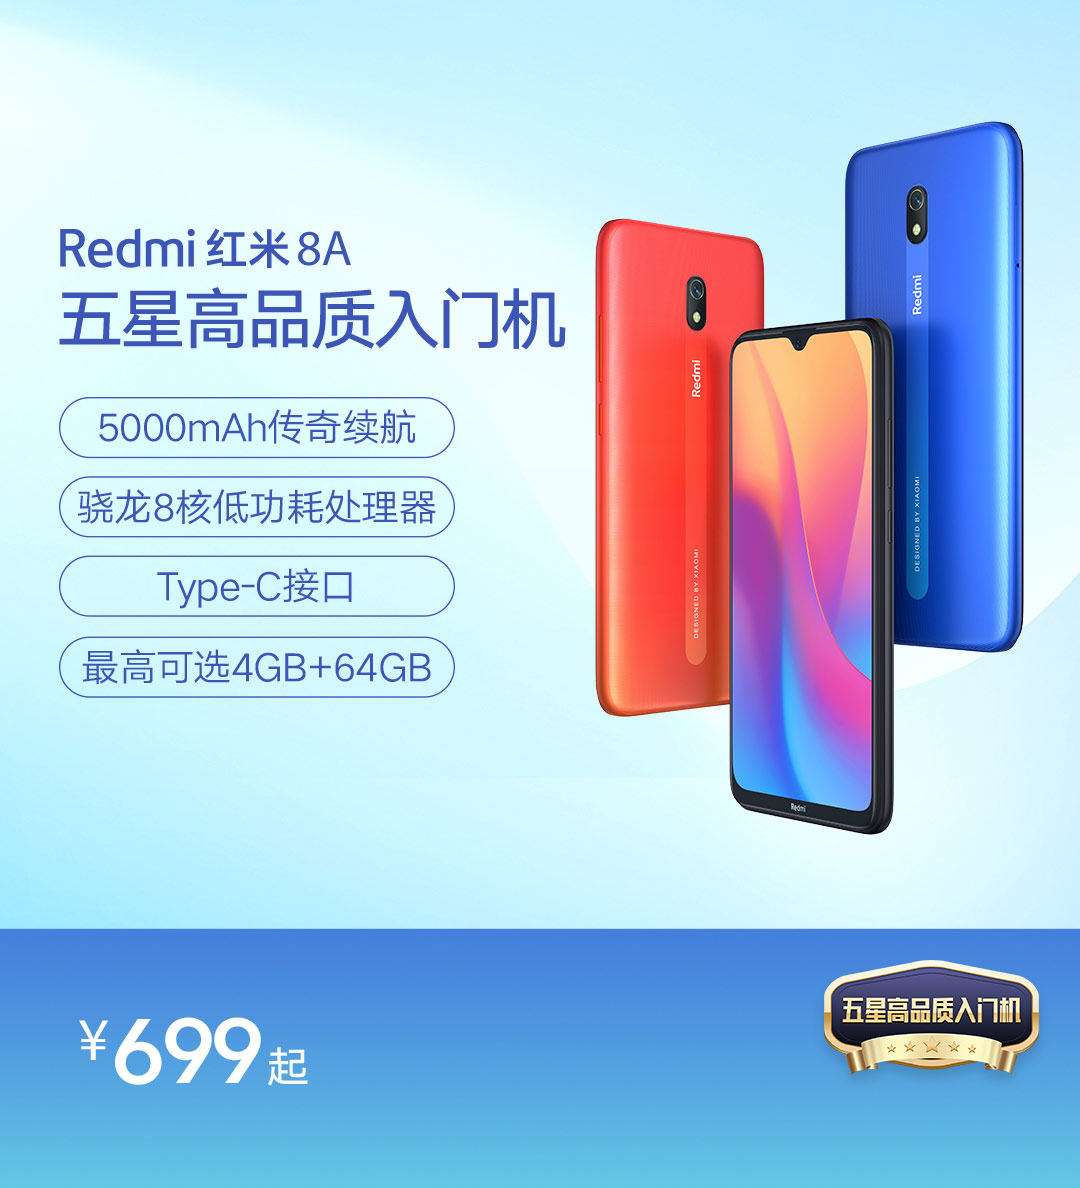 Redmi 红米 8A
五星高品质入门机
5000mAh传奇续航
骁龙8核低功耗处理器
Type-C接口
最高可选4GB+64GB
Redmi
DESIGNED BY XIAOMI
Redmi
DESIGNED BY XIAOMI
Redmi
¥699起
五星高品质入门机